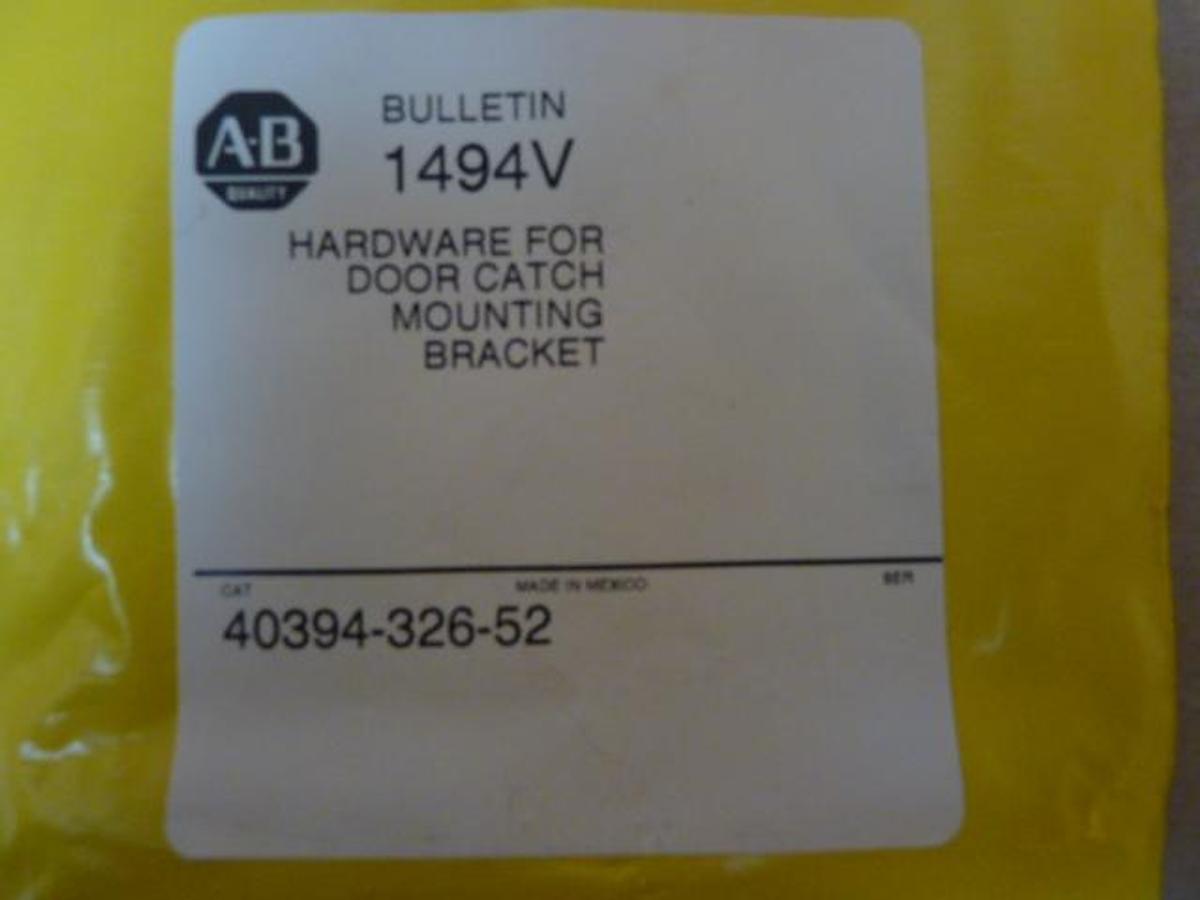 A-B
QUALITY
BULLETIN
1494V
HARDWARE FOR
DOOR CATCH
MOUNTING
BRACKET
CAT
MADE IN MEXICO
SER
40394-326-52